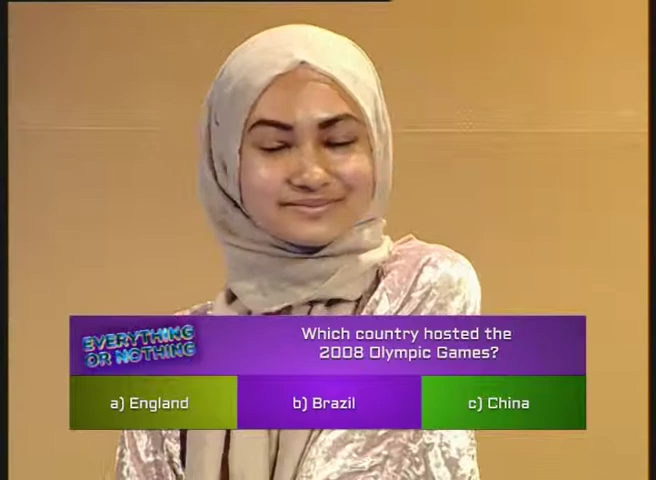 EVERYTHING
OR NOTHING
Which country hosted the
2008 Olympic Games?
a) England
b) Brazil
c) China